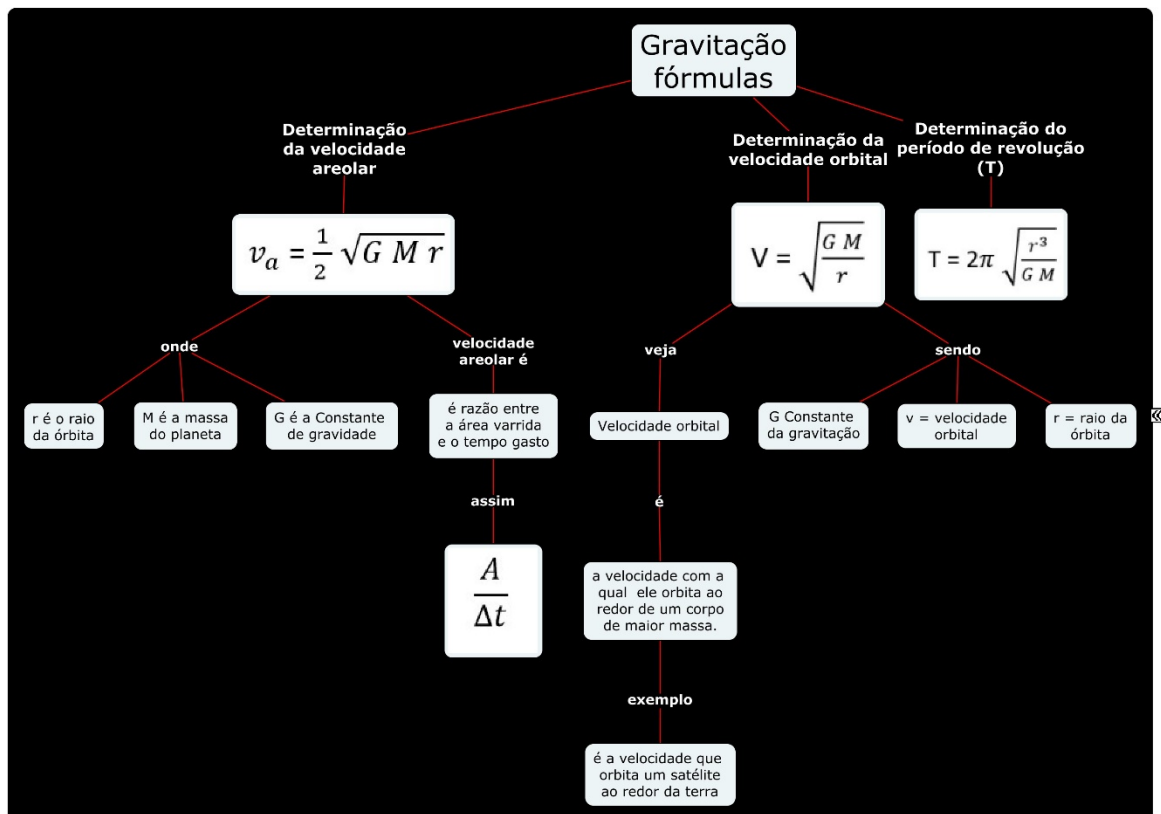 Gravitação
fórmulas
Determinação
da velocidade
areolar
Determinação da
velocidade orbital
Determinação do
período de revolução
(T)
v_a = 1/2 √(G M r)
V = √(G M / r)
T = 2π √(r³ / G M)
onde
velocidade
areolar é
veja
sendo
r é o raio
da órbita
M é a massa
do planeta
G é a Constante
de gravidade
é razão entre
a área varrida
e o tempo gasto
Velocidade orbital
G Constante
da gravitação
v = velocidade
orbital
r = raio da
órbita
assim
é
A
Δt
a velocidade com a
qual ele orbita ao
redor de um corpo
de maior massa.
exemplo
é a velocidade que
orbita um satélite
ao redor da terra